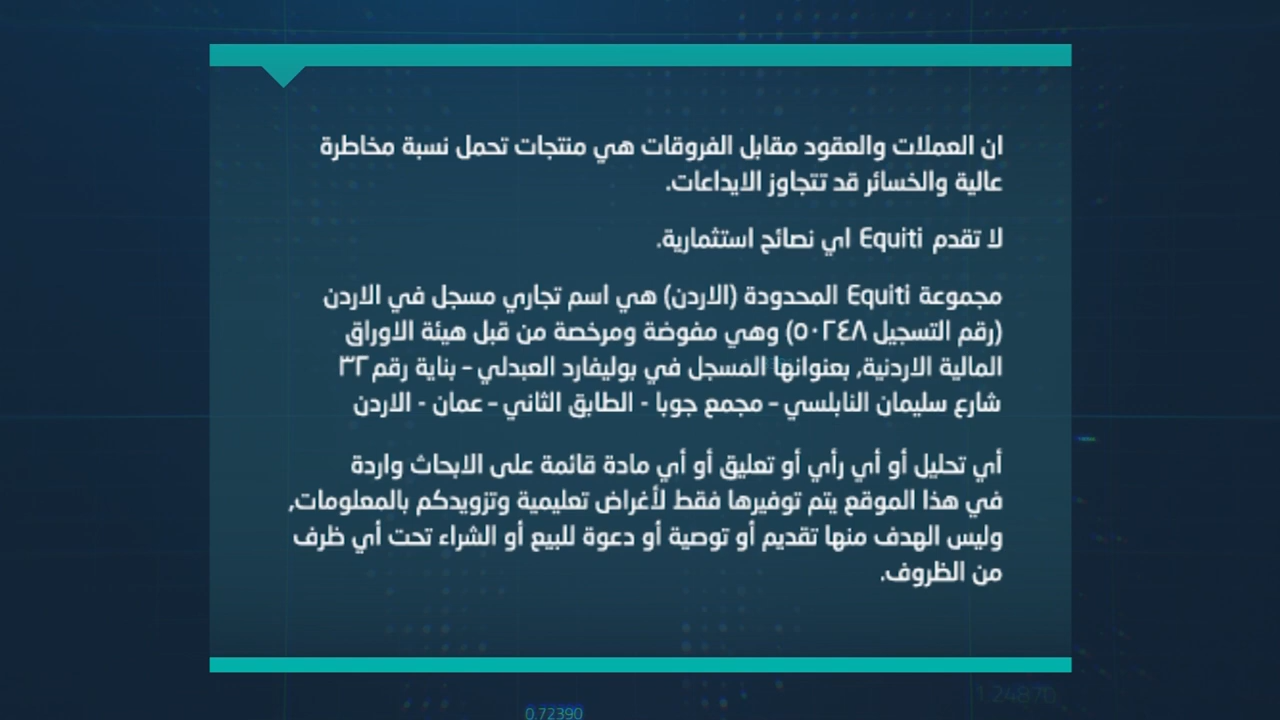 ان العملات والعقود مقابل الفروقات هي منتجات تحمل نسبة مخاطرة
عالية والخسائر قد تتجاوز الايداعات.
لا تقدم Equiti اي نصائح استثمارية.
مجموعة Equiti المحدودة (الاردن) هي اسم تجاري مسجل في الاردن
(رقم التسجيل ٥٠٢٤٨) وهي مفوضة ومرخصة من قبل هيئة الاوراق
المالية الاردنية, بعنوانها المسجل في بوليفارد العبدلي - بناية رقم ٣٢
شارع سليمان النابلسي - مجمع جوبا - الطابق الثاني - عمان - الاردن
أي تحليل أو أي رأي أو تعليق أو أي مادة قائمة على الابحاث واردة
في هذا الموقع يتم توفيرها فقط لأغراض تعليمية وتزويدكم بالمعلومات,
وليس الهدف منها تقديم أو توصية أو دعوة للبيع أو الشراء تحت أي ظرف
من الظروف.
1.24870
0.72390